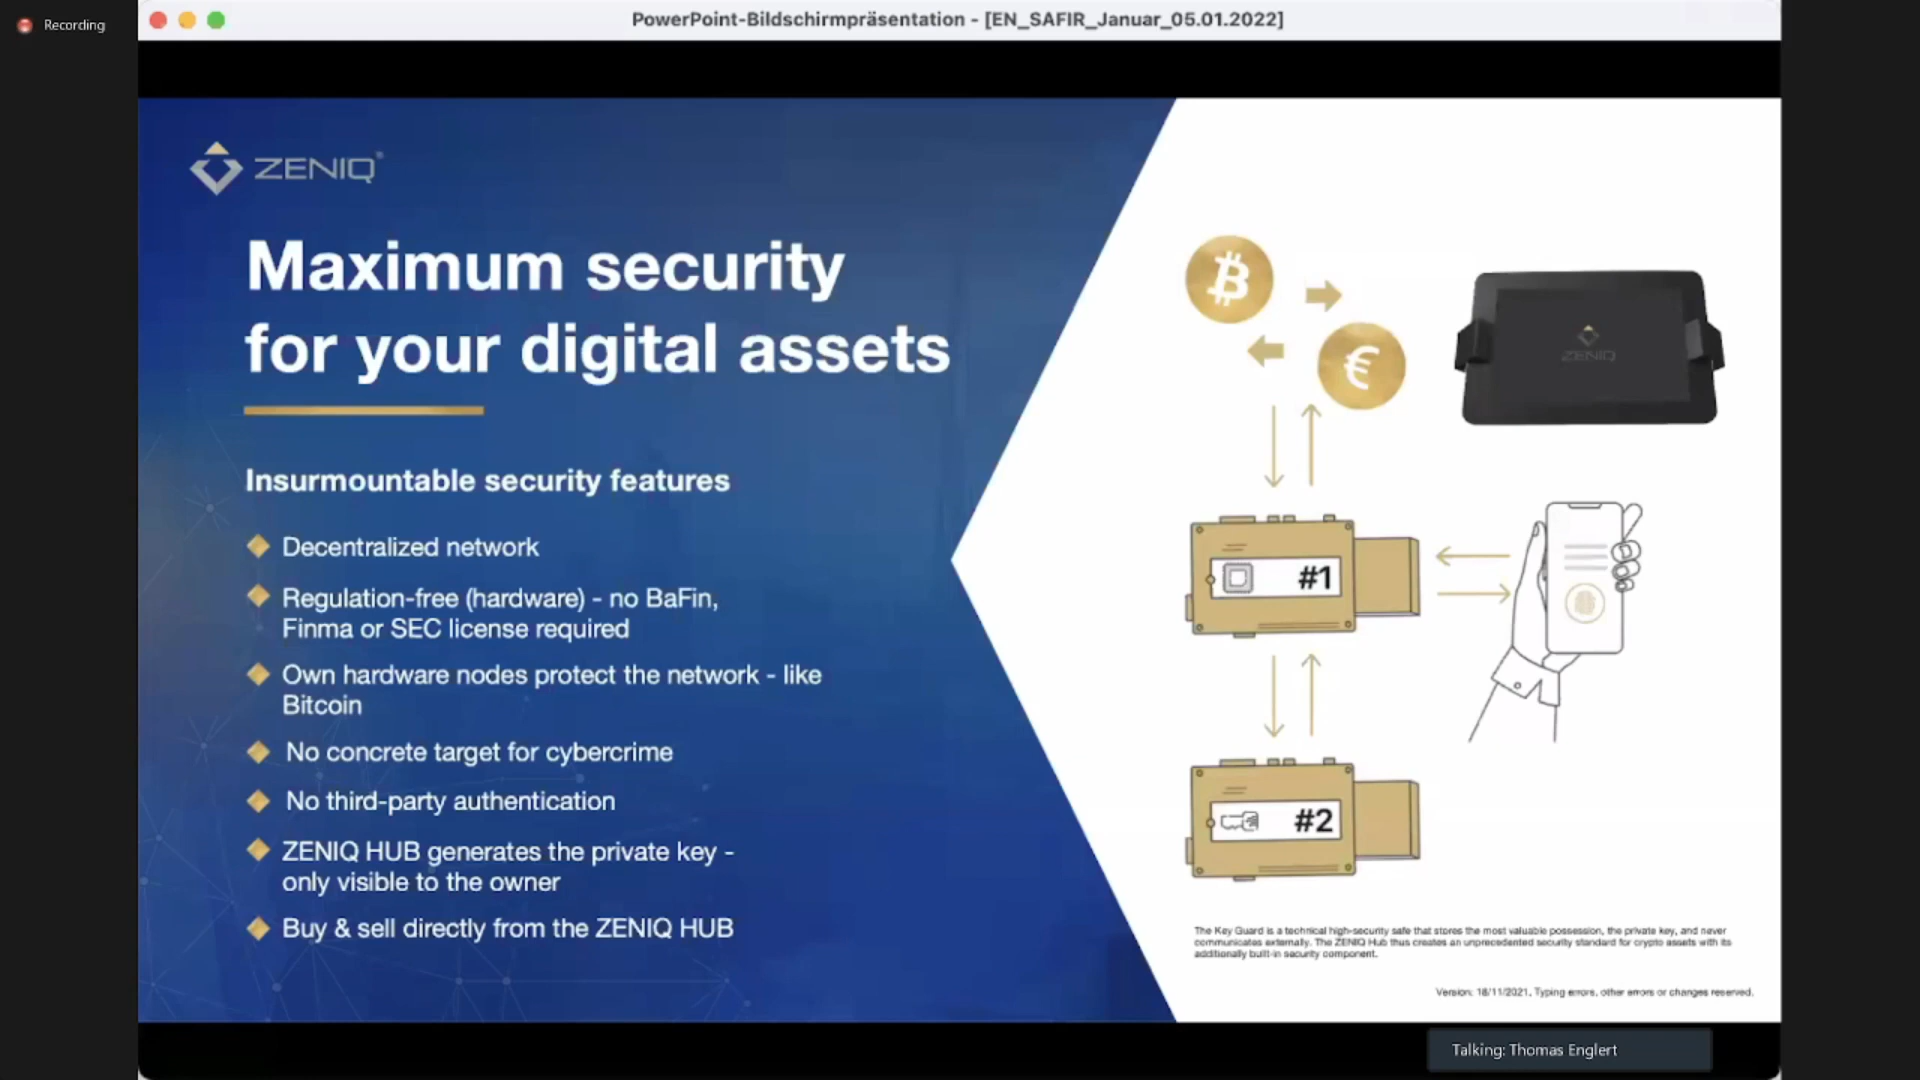 Recording
PowerPoint-Bildschirmpräsentation - [EN_SAFIR_Januar_05.01.2022]
ZENIQ®
Maximum security
for your digital assets
Insurmountable security features
Decentralized network
Regulation-free (hardware) - no BaFin,
Finma or SEC license required
Own hardware nodes protect the network - like
Bitcoin
No concrete target for cybercrime
No third-party authentication
ZENIQ HUB generates the private key -
only visible to the owner
Buy & sell directly from the ZENIQ HUB
ZENIQ
#1
#2
The Key Guard is a technical high-security safe that stores the most valuable possession, the private key, and never
communicates externally. The ZENIQ Hub thus creates an unprecedented security standard for crypto assets with its
additionally built-in security component.
Version: 18/11/2021, Typing errors, other errors or changes reserved.
Talking: Thomas Englert